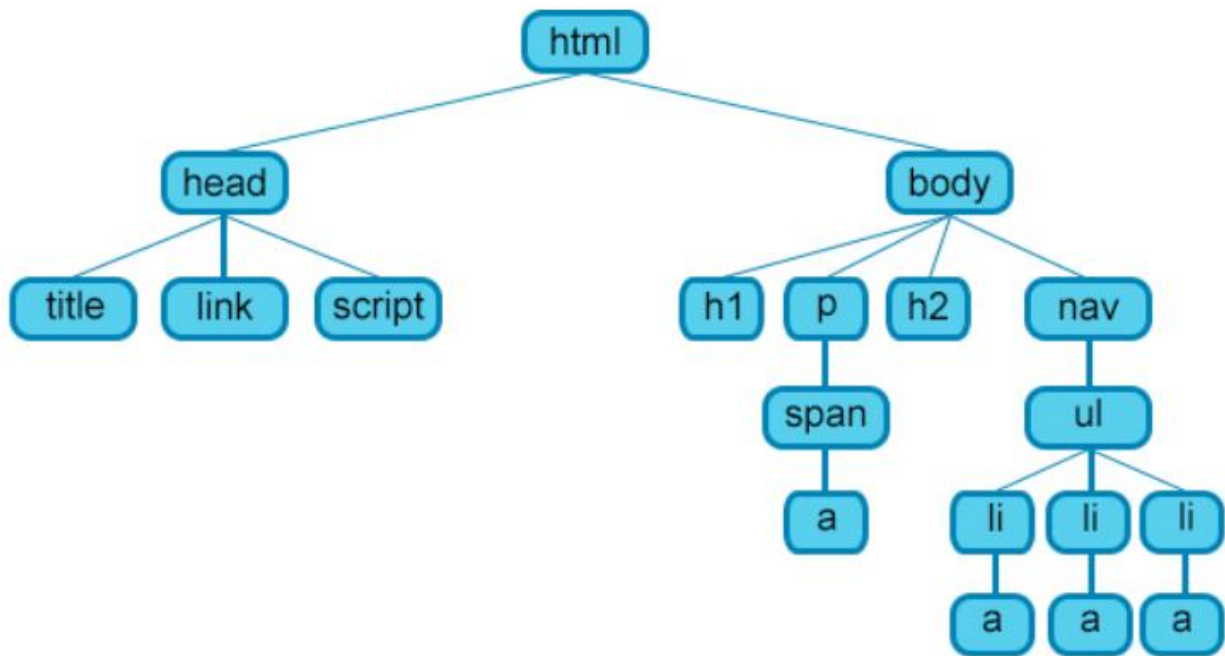 html
head body
title link script h1 p h2 nav
span ul
a li li li
a a a